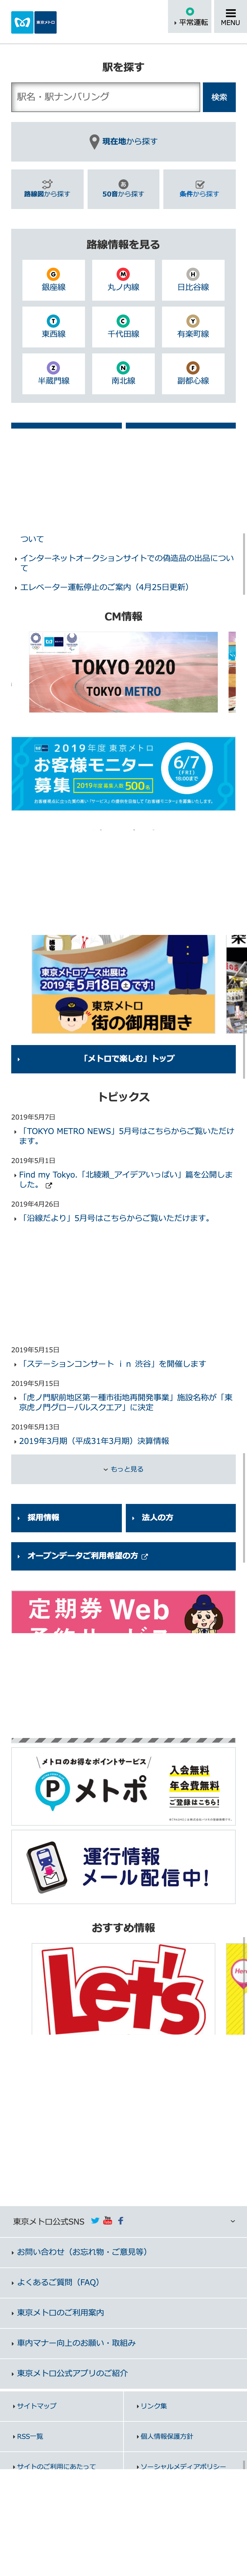 東京メトロ
平常運転
MENU
駅を探す
駅名・駅ナンバリング
検索
現在地から探す
路線図から探す
50音から探す
条件から探す
路線情報を見る
G
銀座線
M
丸ノ内線
H
日比谷線
T
東西線
C
千代田線
Y
有楽町線
Z
半蔵門線
N
南北線
F
副都心線
ついて
インターネットオークションサイトでの偽造品の出品につい
て
エレベーター運転停止のご案内（4月25日更新）
CM情報
TOKYO 2020
TOKYO METRO
2019年度 東京メトロ
お客様モニター
募集
2019年度募集人数500名
6/7
(FRI)
16:00まで
東京メトロブース出展は
2019年5月18日土です!
東京メトロ
街の御用聞き
「メトロで楽しむ」トップ
トピックス
2019年5月7日
「TOKYO METRO NEWS」5月号はこちらからご覧いただけ
ます。
2019年5月1日
Find my Tokyo.「北綾瀬_アイデアいっぱい」篇を公開しま
した。
2019年4月26日
「沿線だより」5月号はこちらからご覧いただけます。
2019年5月15日
「ステーションコンサート ｉｎ 渋谷」を開催します
2019年5月15日
「虎ノ門駅前地区第一種市街地再開発事業」施設名称が「東
京虎ノ門グローバルスクエア」に決定
2019年5月13日
2019年3月期（平成31年3月期）決算情報
もっと見る
採用情報
法人の方
オープンデータご利用希望の方
定期券 Web
予約サービス
メトロのお得なポイントサービス
メトポ
入会無料
年会費無料
ご登録はこちら!
運行情報
メール配信中!
おすすめ情報
Let's
東京メトロ公式SNS
お問い合わせ（お忘れ物・ご意見等）
よくあるご質問（FAQ）
東京メトロのご利用案内
車内マナー向上のお願い・取組み
東京メトロ公式アプリのご紹介
サイトマップ
リンク集
RSS一覧
個人情報保護方針
サイトのご利用にあたって
ソーシャルメディアポリシー